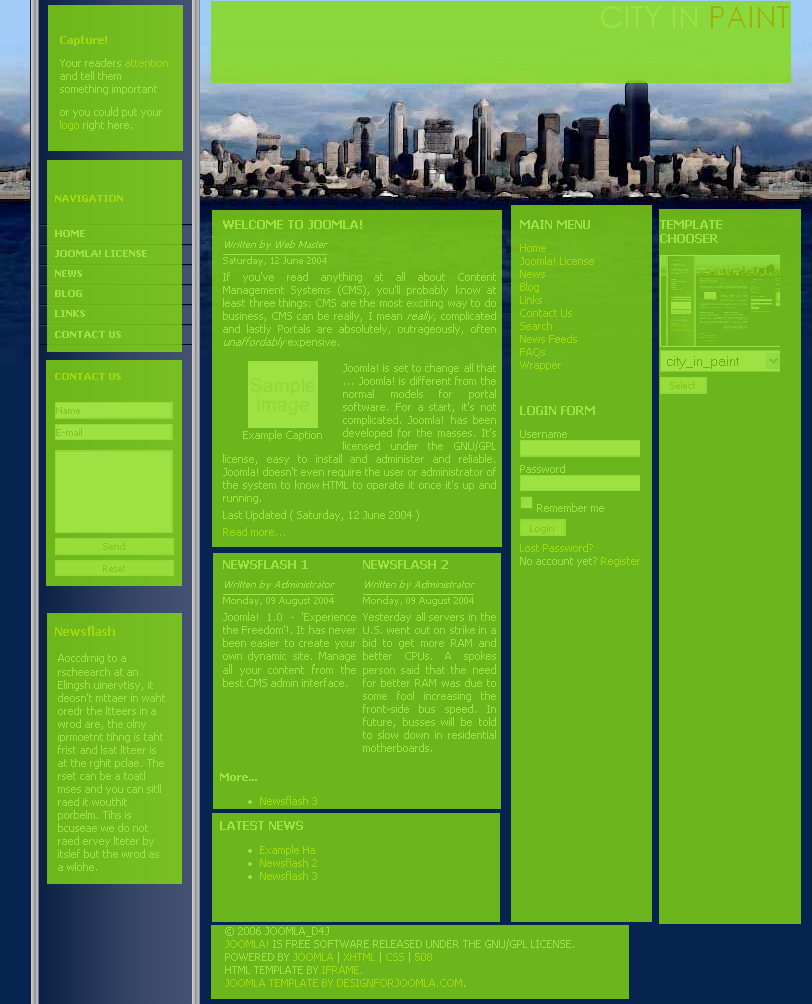 CITY IN PAINT
Capture!
Your readers attention
and tell them
something important
or you could put your
logo right here.
NAVIGATION
HOME
JOOMLA! LICENSE
NEWS
BLOG
LINKS
CONTACT US
CONTACT US
Name
E-mail
Send
Reset
Newsflash
Aoccdrnig to a
rscheearch at an
Elingsh uinervtisy, it
deosn't mttaer in waht
oredr the ltteers in a
wrod are, the olny
iprmoetnt tihng is taht
frist and lsat ltteer is
at the rghit pclae. The
rset can be a toatl
mses and you can sitll
raed it wouthit
porbelm. Tihs is
bcuseae we do not
raed ervey lteter by
itslef but the wrod as
a wlohe.
WELCOME TO JOOMLA!
Written by Web Master
Saturday, 12 June 2004
If you've read anything at all about Content
Management Systems (CMS), you'll probably know at
least three things: CMS are the most exciting way to do
business, CMS can be really, I mean really, complicated
and lastly Portals are absolutely, outrageously, often
unaffordably expensive.
Sample
Image
Example Caption
Joomla! is set to change all that
... Joomla! is different from the
normal models for portal
software. For a start, it's not
complicated. Joomla! has been
developed for the masses. It's
licensed under the GNU/GPL
license, easy to install and administer and reliable.
Joomla! doesn't even require the user or administrator of
the system to know HTML to operate it once it's up and
running.
Last Updated ( Saturday, 12 June 2004 )
Read more...
NEWSFLASH 1
Written by Administrator
Monday, 09 August 2004
Joomla! 1.0 - 'Experience
the Freedom'!. It has never
been easier to create your
own dynamic site. Manage
all your content from the
best CMS admin interface.
NEWSFLASH 2
Written by Administrator
Monday, 09 August 2004
Yesterday all servers in the
U.S. went out on strike in a
bid to get more RAM and
better CPUs. A spokes
person said that the need
for better RAM was due to
some fool increasing the
front-side bus speed. In
future, busses will be told
to slow down in residential
motherboards.
More...
• Newsflash 3
LATEST NEWS
• Example Ha
• Newsflash 2
• Newsflash 3
MAIN MENU
Home
Joomla! License
News
Blog
Links
Contact Us
Search
News Feeds
FAQs
Wrapper
LOGIN FORM
Username
Password
Remember me
Login
Lost Password?
No account yet? Register
TEMPLATE
CHOOSER
city_in_paint
Select
© 2006 JOOMLA_D4J
JOOMLA! IS FREE SOFTWARE RELEASED UNDER THE GNU/GPL LICENSE.
POWERED BY JOOMLA | XHTML | CSS | 508
HTML TEMPLATE BY IFRAME.
JOOMLA TEMPLATE BY DESIGNFORJOOMLA.COM.